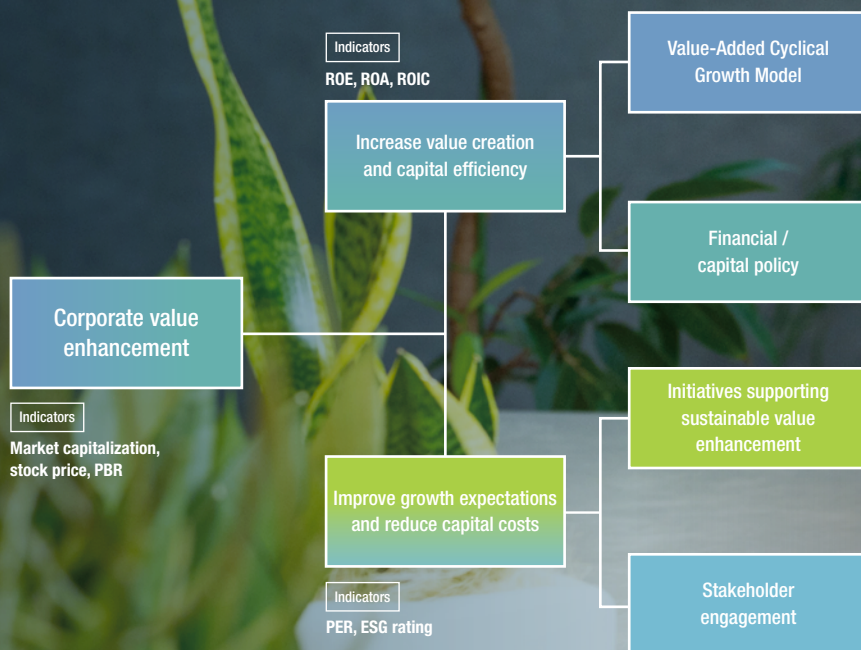 Indicators
ROE, ROA, ROIC
Increase value creation
and capital efficiency
Value-Added Cyclical
Growth Model
Financial /
capital policy
Corporate value
enhancement
Indicators
Market capitalization,
stock price, PBR
Improve growth expectations
and reduce capital costs
Indicators
PER, ESG rating
Initiatives supporting
sustainable value
enhancement
Stakeholder
engagement